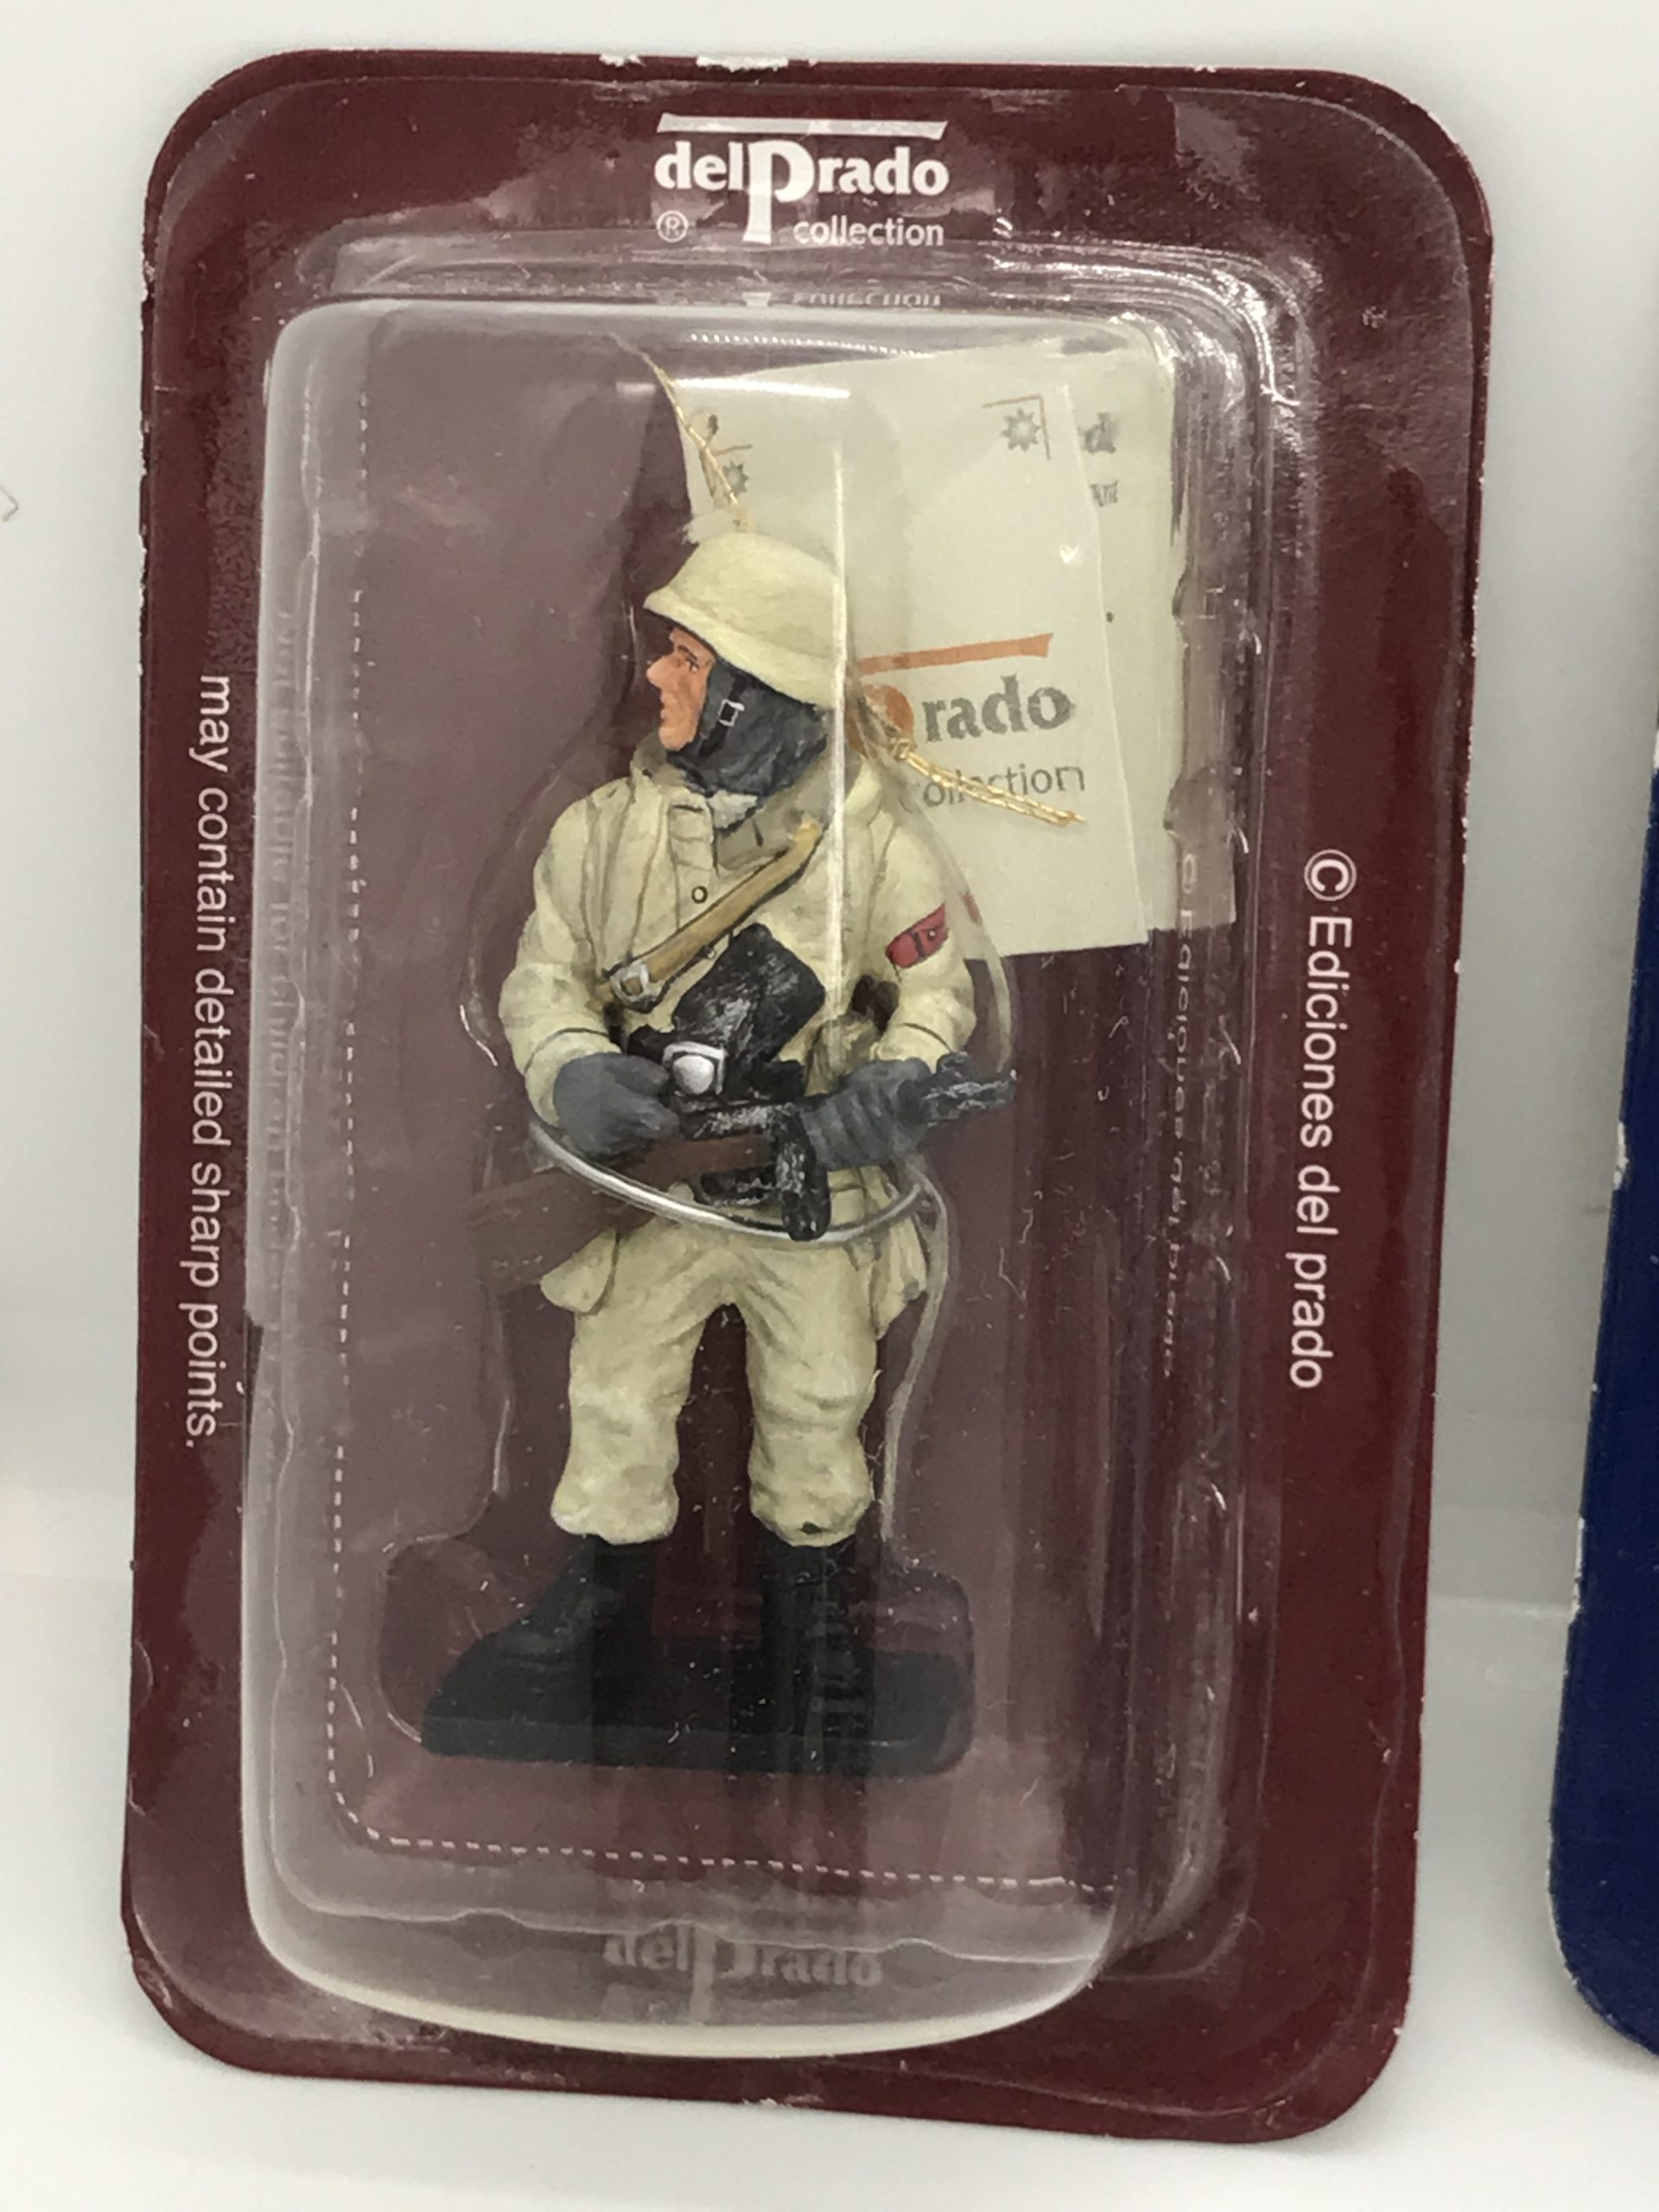 delprado
® collection
rado
ollection
may contain detailed sharp points.
© Ediciones del prado
delprado